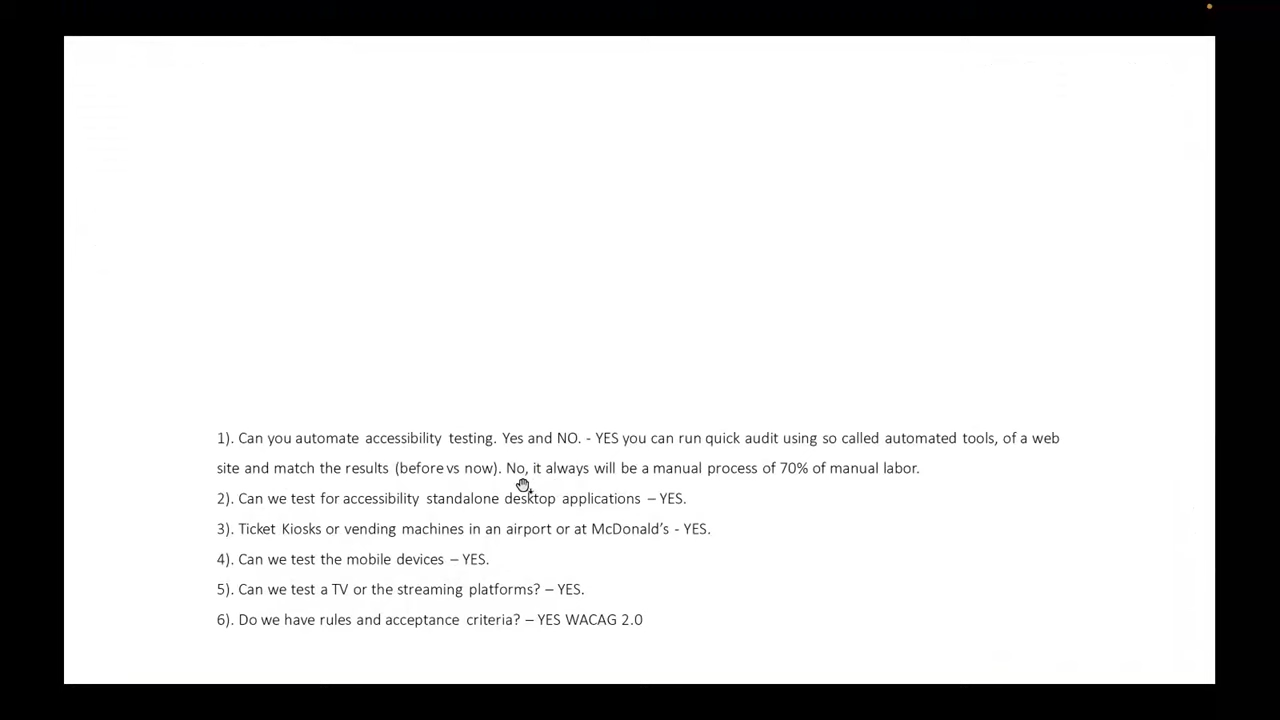 1). Can you automate accessibility testing. Yes and NO. - YES you can run quick audit using so called automated tools, of a web
site and match the results (before vs now). No, it always will be a manual process of 70% of manual labor.
2). Can we test for accessibility standalone desktop applications – YES.
3). Ticket Kiosks or vending machines in an airport or at McDonald’s - YES.
4). Can we test the mobile devices – YES.
5). Can we test a TV or the streaming platforms? – YES.
6). Do we have rules and acceptance criteria? – YES WACAG 2.0